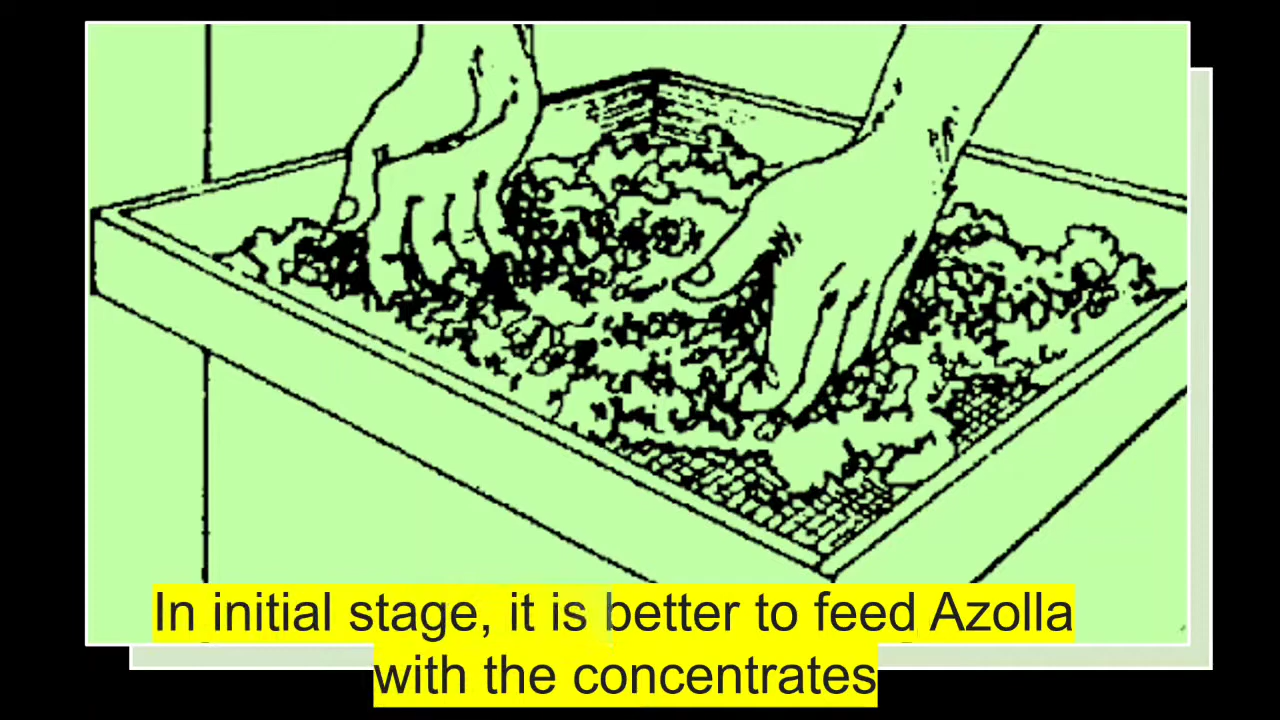 In initial stage, it is better to feed Azolla
with the concentrates